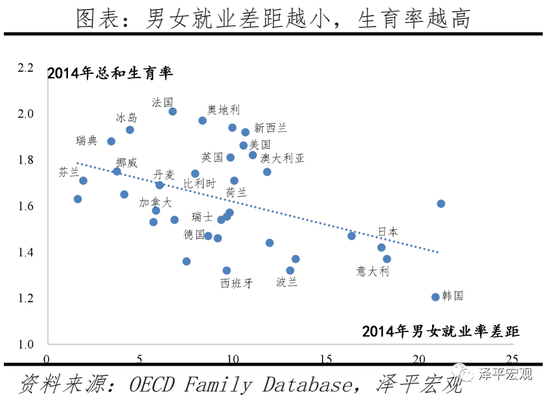 图表：男女就业差距越小，生育率越高
2014年总和生育率
2.2
2.0
1.8
1.6
1.4
1.2
1.0
法国
冰岛
奥地利
瑞典
新西兰
美国
英国
澳大利亚
芬兰
挪威
丹麦
比利时
荷兰
加拿大
瑞士
德国
日本
西班牙
波兰
意大利
韩国
2014年男女就业率差距
0
5
10
15
20
25
资料来源：OECD Family Database，泽平宏观
泽平宏观